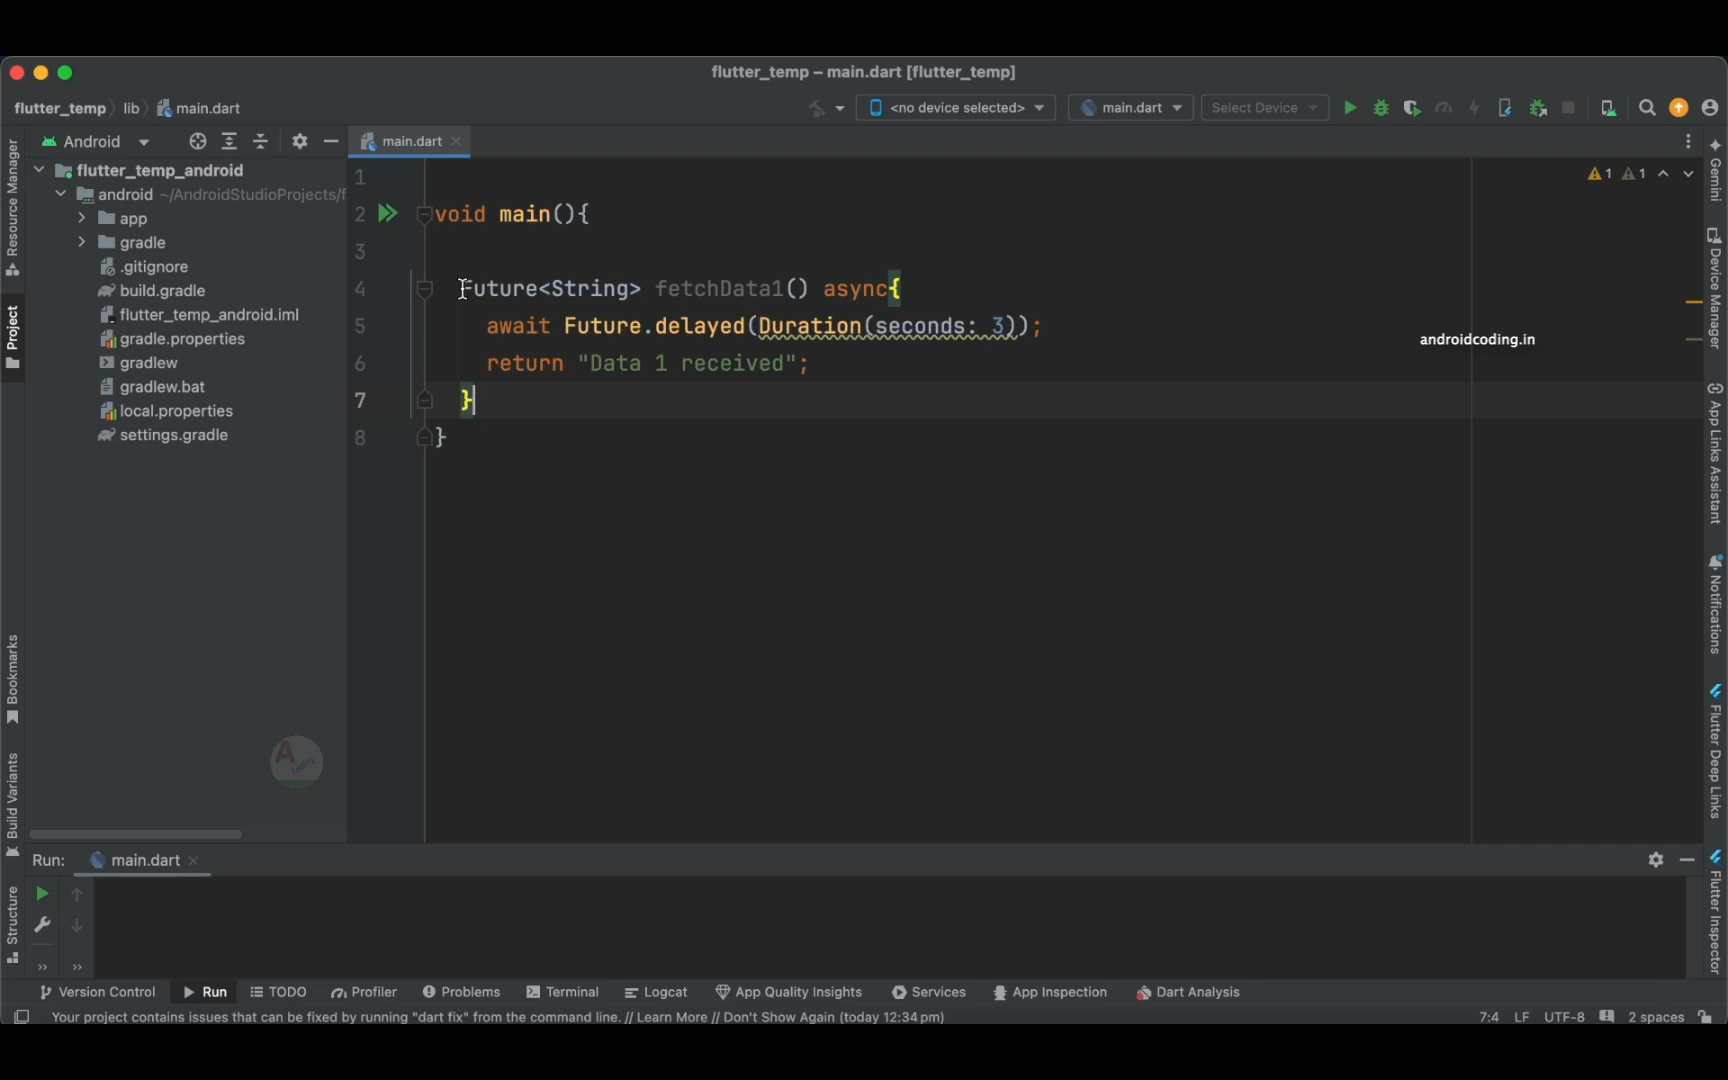 flutter_temp – main.dart [flutter_temp]
flutter_temp lib main.dart
<no device selected> main.dart Select Device
Android
main.dart
flutter_temp_android
android ~/AndroidStudioProjects/f
app
gradle
.gitignore
build.gradle
flutter_temp_android.iml
gradle.properties
gradlew
gradlew.bat
local.properties
settings.gradle
1
2 void main(){
3
4 Future<String> fetchData1() async{
5 await Future.delayed(Duration(seconds: 3));
6 return "Data 1 received";
7 }
8 }
1 1
androidcoding.in
A
Coding
Resource Manager
Project
Bookmarks
Build Variants
Structure
Gemini
Device Manager
App Links Assistant
Notifications
Flutter Deep Links
Flutter Inspector
Run: main.dart
Version Control Run TODO Profiler Problems Terminal Logcat App Quality Insights Services App Inspection Dart Analysis
Your project contains issues that can be fixed by running "dart fix" from the command line. // Learn More // Don't Show Again (today 12:34 pm)
7:4 LF UTF-8 2 spaces